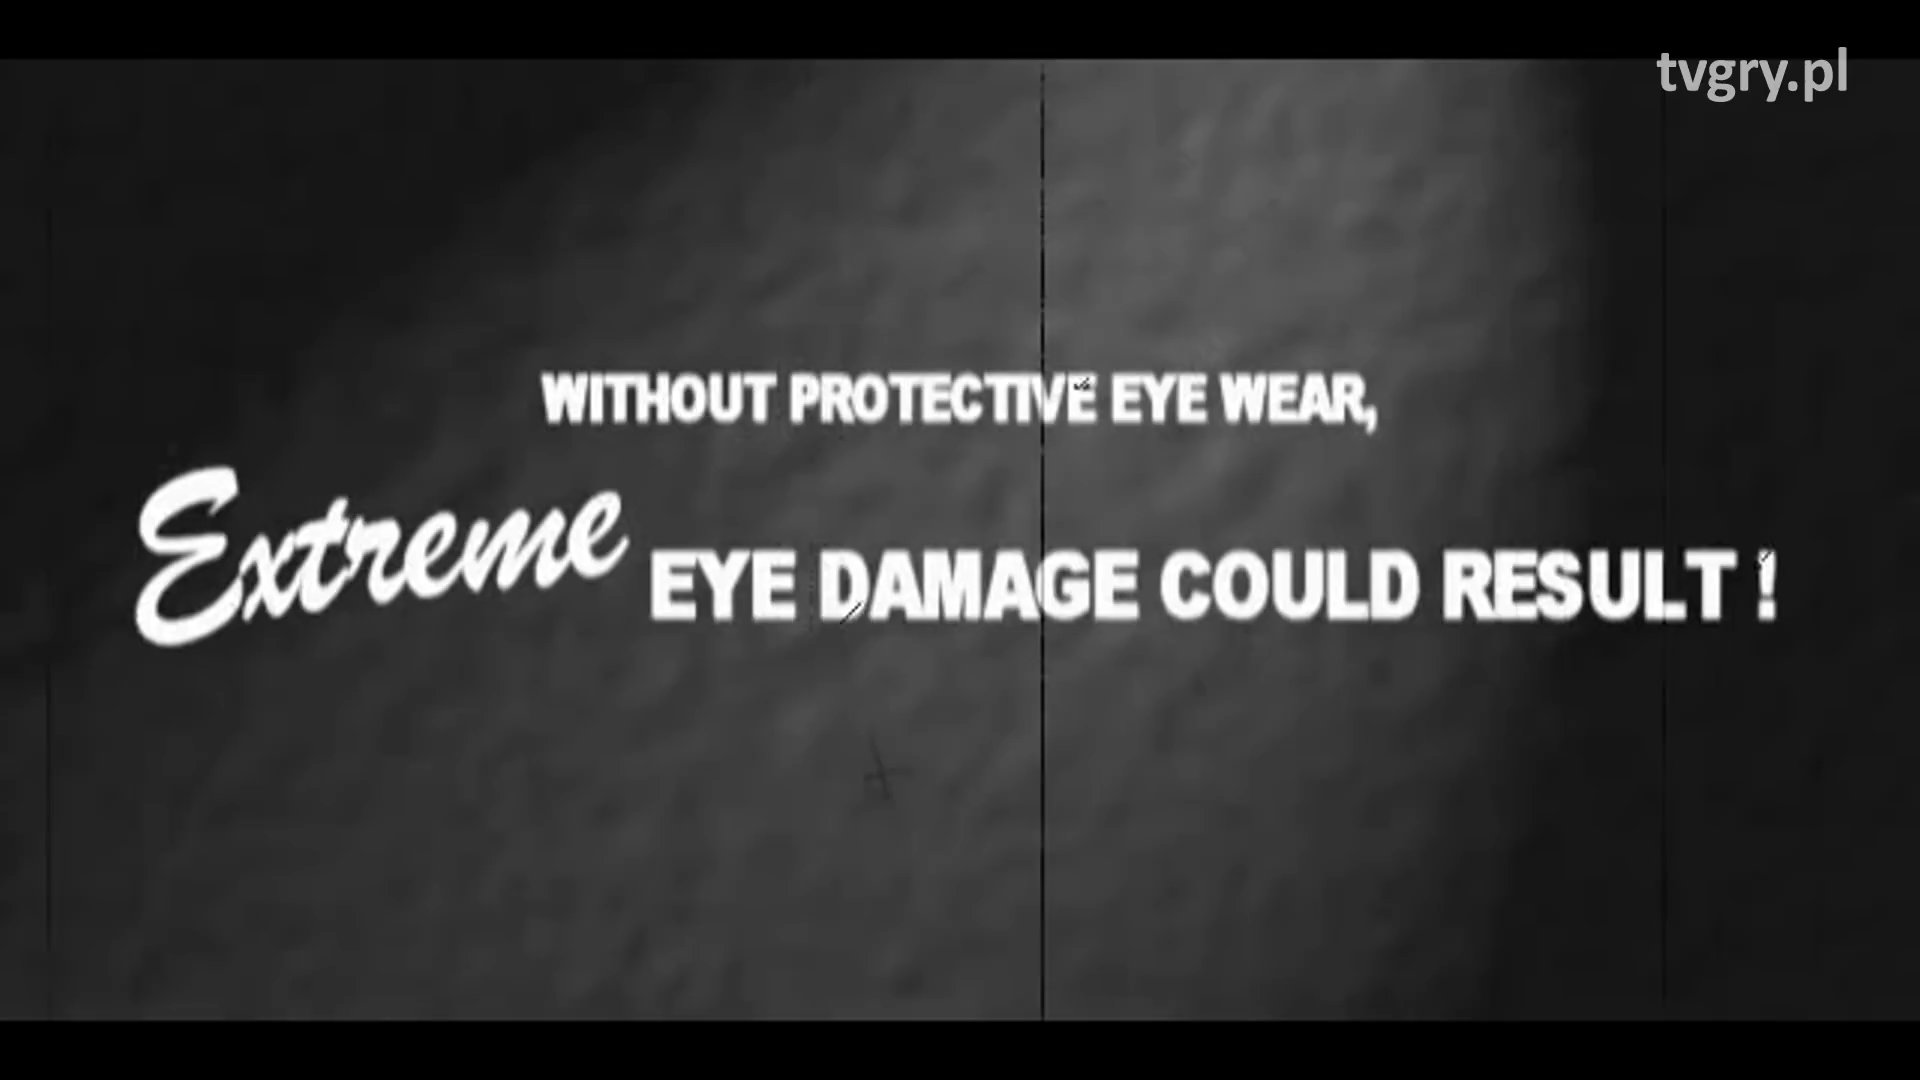 tvgry.pl
WITHOUT PROTECTIVE EYE WEAR,
Extreme EYE DAMAGE COULD RESULT !